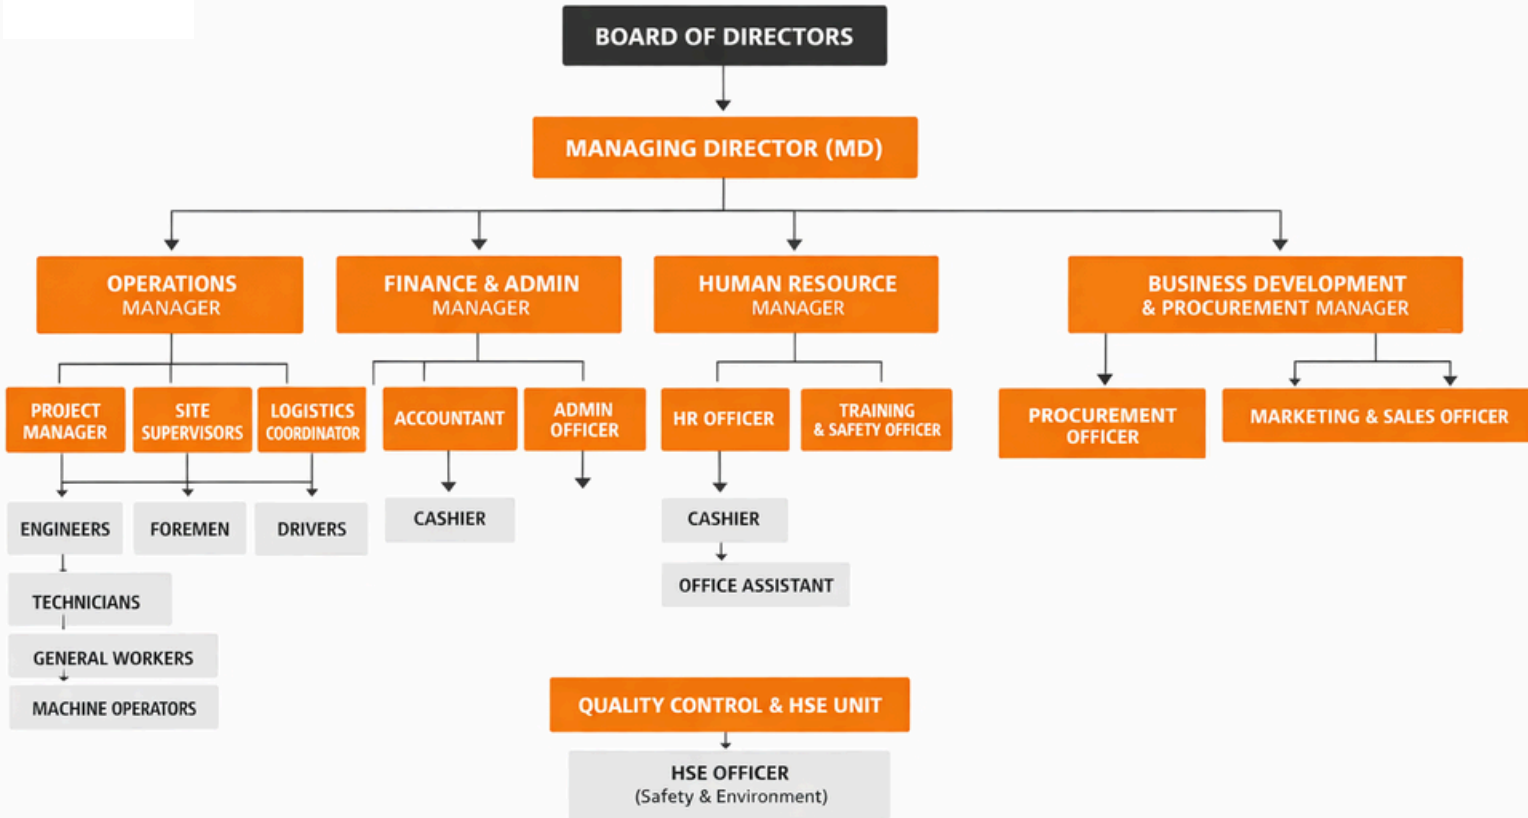 BOARD OF DIRECTORS
MANAGING DIRECTOR (MD)
OPERATIONS
MANAGER
FINANCE & ADMIN
MANAGER
HUMAN RESOURCE
MANAGER
BUSINESS DEVELOPMENT
& PROCUREMENT MANAGER
PROJECT
MANAGER
SITE
SUPERVISORS
LOGISTICS
COORDINATOR
ACCOUNTANT
ADMIN
OFFICER
HR OFFICER
TRAINING
& SAFETY OFFICER
PROCUREMENT
OFFICER
MARKETING & SALES OFFICER
ENGINEERS
FOREMEN
DRIVERS
CASHIER
CASHIER
OFFICE ASSISTANT
TECHNICIANS
GENERAL WORKERS
MACHINE OPERATORS
QUALITY CONTROL & HSE UNIT
HSE OFFICER
(Safety & Environment)